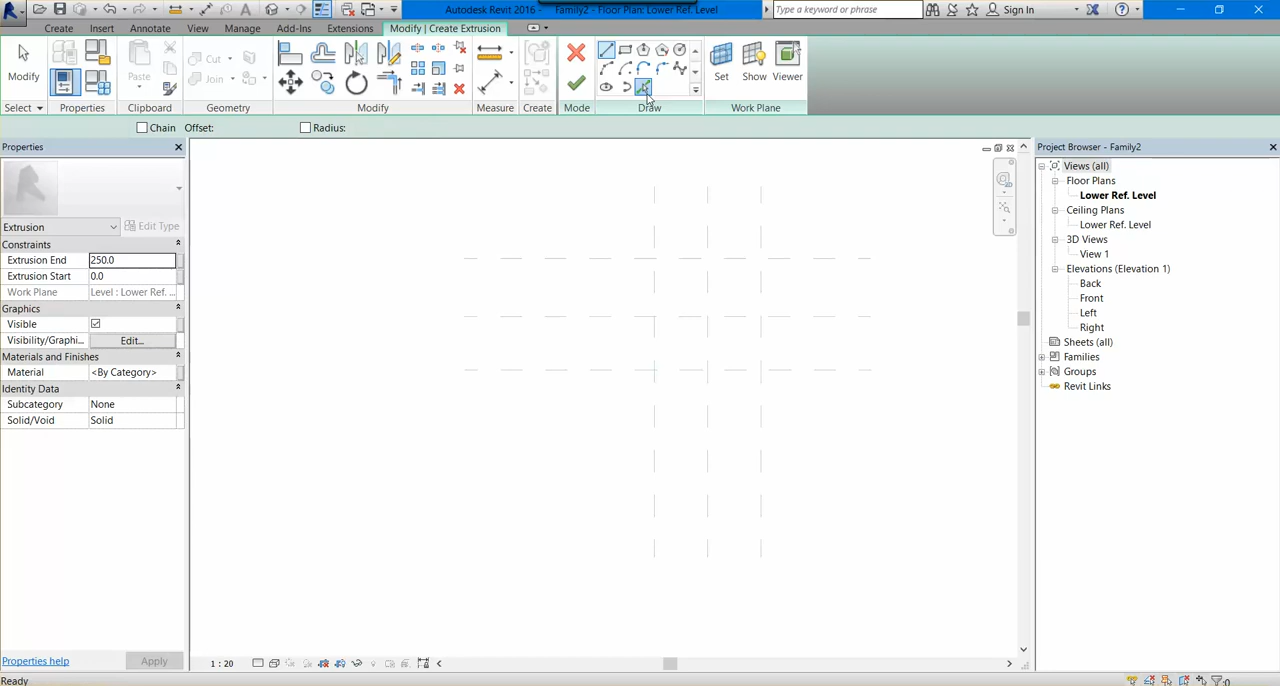 Autodesk Revit 2016 - Family2 - Floor Plan: Lower Ref. Level
Type a keyword or phrase
Sign In
Create Insert Annotate View Manage Add-Ins Extensions Modify | Create Extrusion
Modify
Paste
Cut
Join
Set Show Viewer
Select Properties Clipboard Geometry Modify Measure Create Mode Draw Work Plane
Chain Offset: Radius:
Properties
Extrusion
Edit Type
Constraints
Extrusion End 250.0
Extrusion Start 0.0
Work Plane Level : Lower Ref. ...
Graphics
Visible
Visibility/Graphi... Edit...
Materials and Finishes
Material <By Category>
Identity Data
Subcategory None
Solid/Void Solid
Properties help
Apply
Project Browser - Family2
Views (all)
Floor Plans
Lower Ref. Level
Ceiling Plans
Lower Ref. Level
3D Views
View 1
Elevations (Elevation 1)
Back
Front
Left
Right
Sheets (all)
Families
Groups
Revit Links
1 : 20
Ready
:0